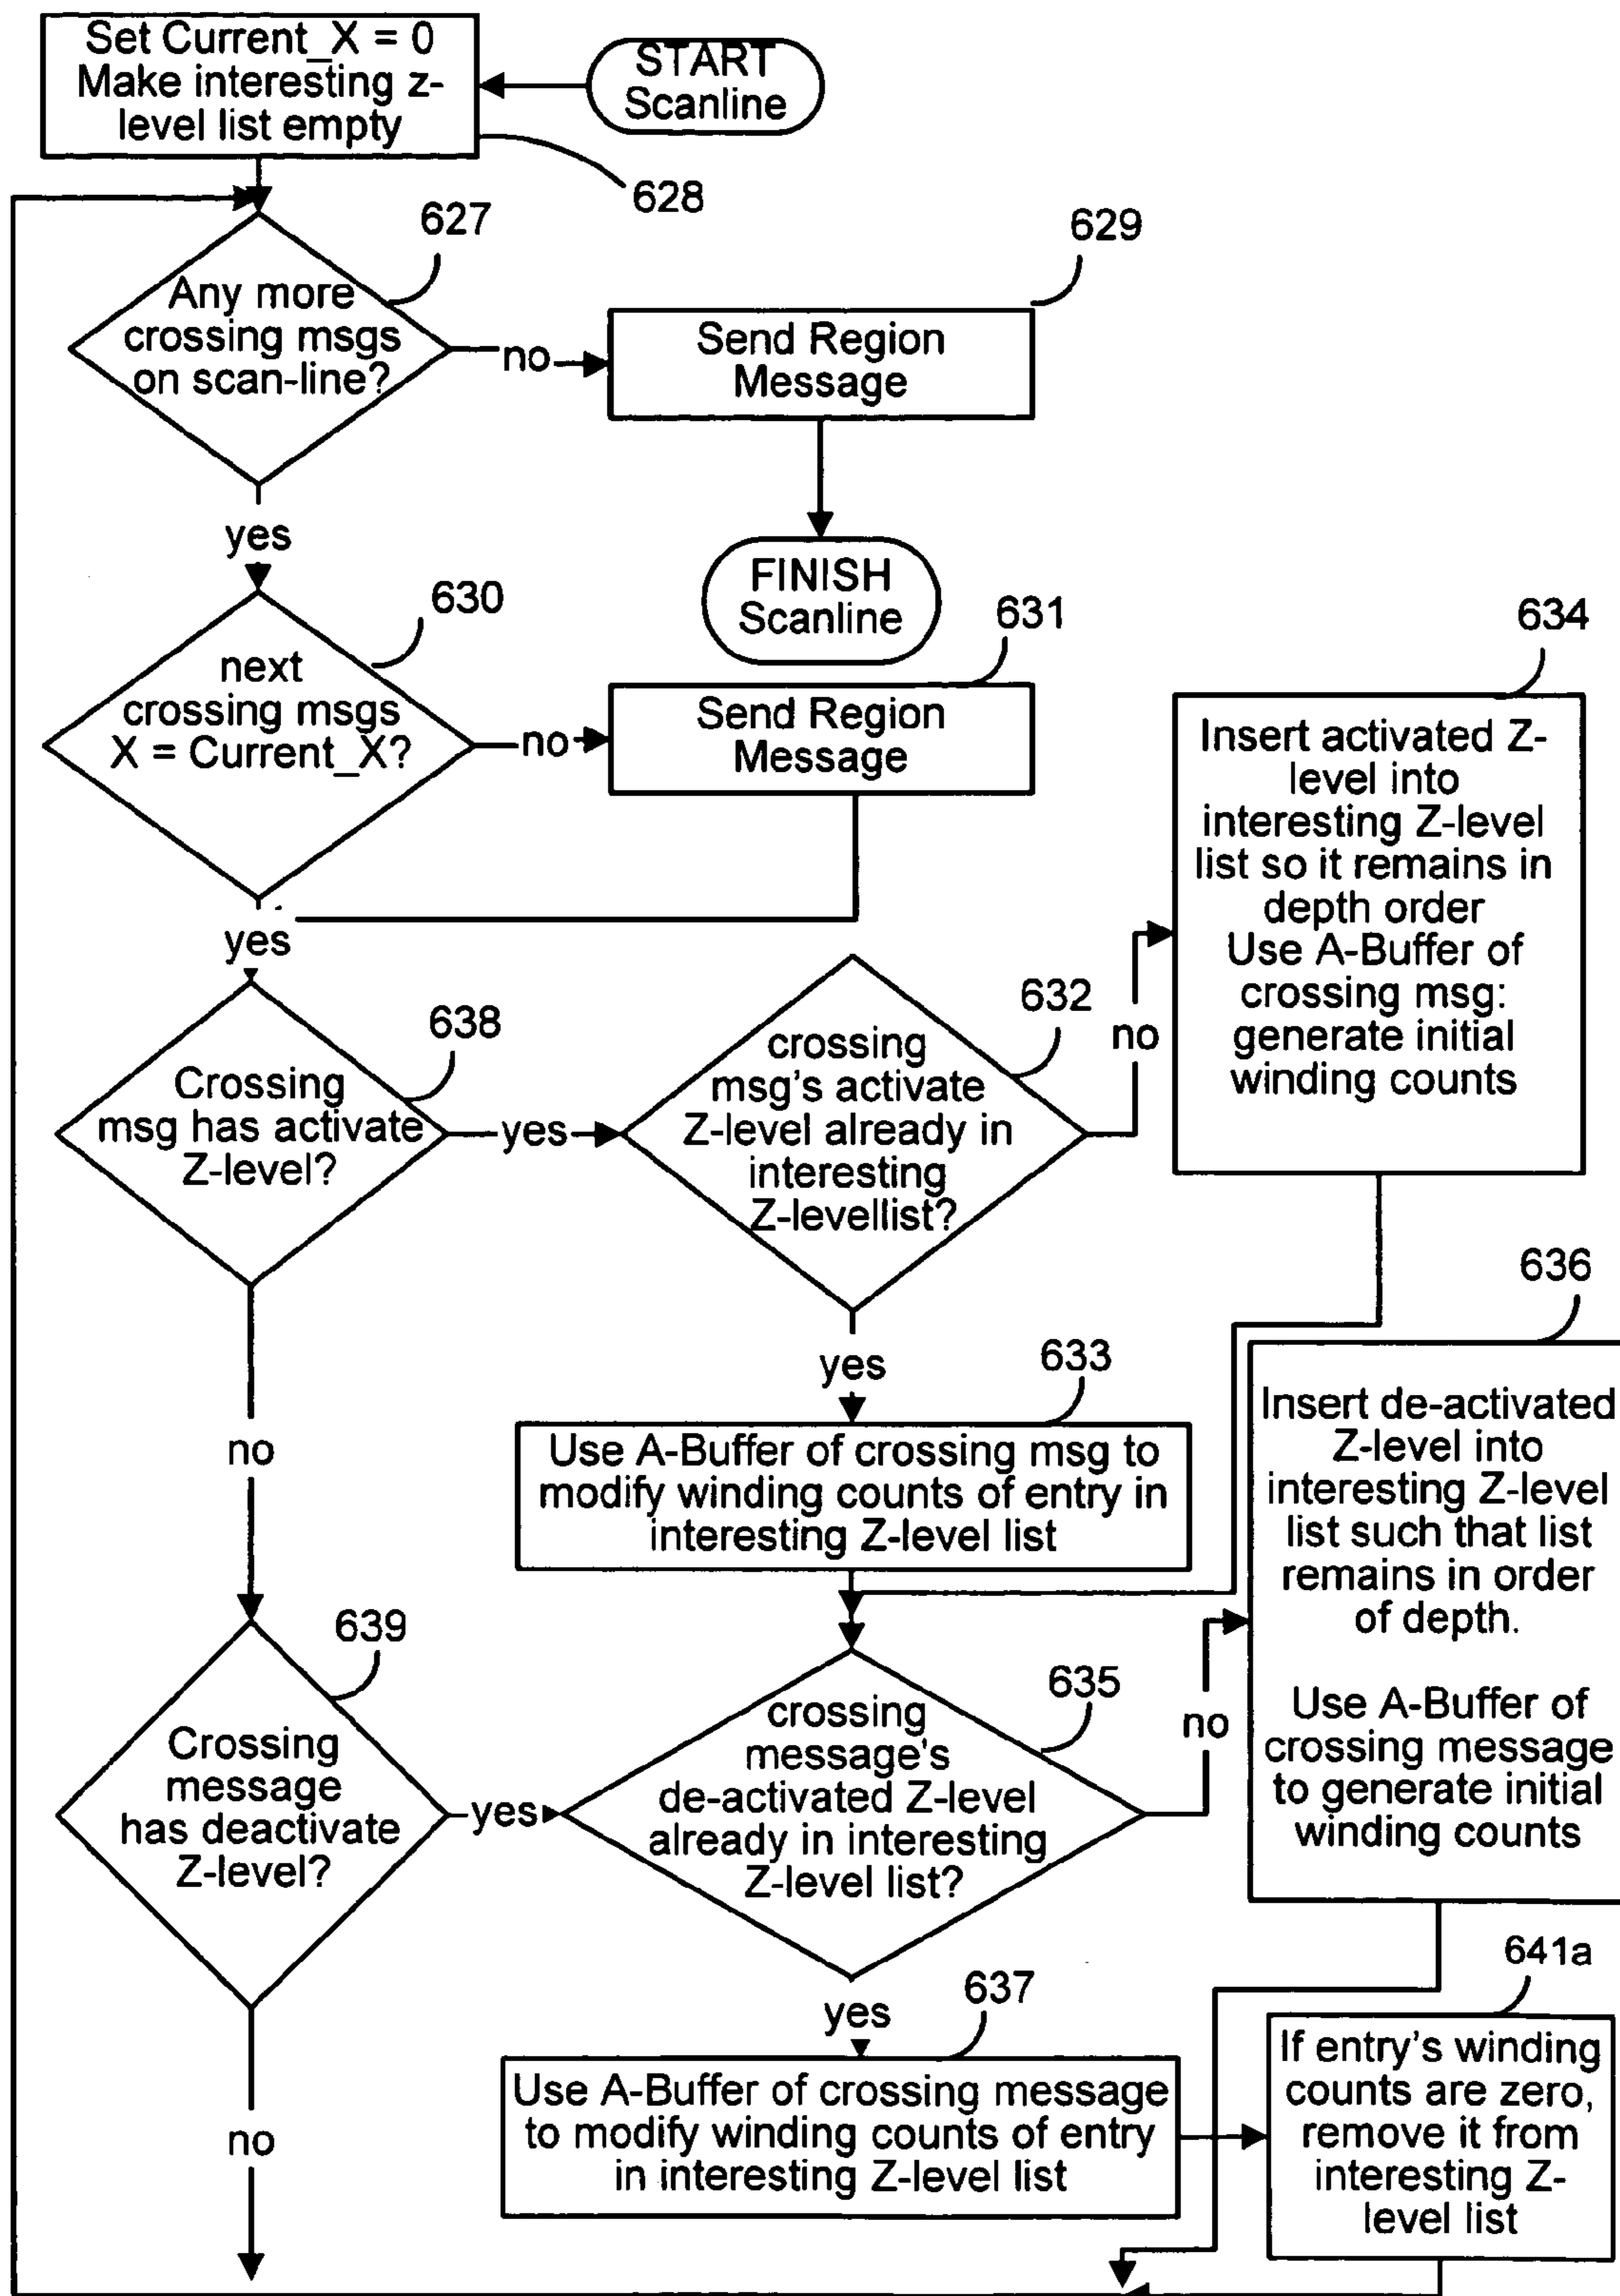 Set Current_X = 0
Make interesting z-
level list empty
START
Scanline
628
627
629
Any more
crossing msgs
on scan-line?
no
Send Region
Message
yes
FINISH
Scanline
630
631
634
next
crossing msgs
X = Current_X?
no
Send Region
Message
Insert activated Z-
level into
interesting Z-level
list so it remains in
depth order
Use A-Buffer of
crossing msg:
generate initial
winding counts
yes
638
632
no
Crossing
msg has activate
Z-level?
yes
crossing
msg's activate
Z-level already in
interesting
Z-levellist?
636
yes
633
no
Use A-Buffer of crossing msg to
modify winding counts of entry in
interesting Z-level list
Insert de-activated
Z-level into
interesting Z-level
list such that list
remains in order
of depth.
Use A-Buffer of
crossing message
to generate initial
winding counts
639
635
no
Crossing
message
has deactivate
Z-level?
yes
crossing
message's
de-activated Z-level
already in interesting
Z-level list?
641a
637
yes
no
Use A-Buffer of crossing message
to modify winding counts of entry
in interesting Z-level list
If entry's winding
counts are zero,
remove it from
interesting Z-
level list